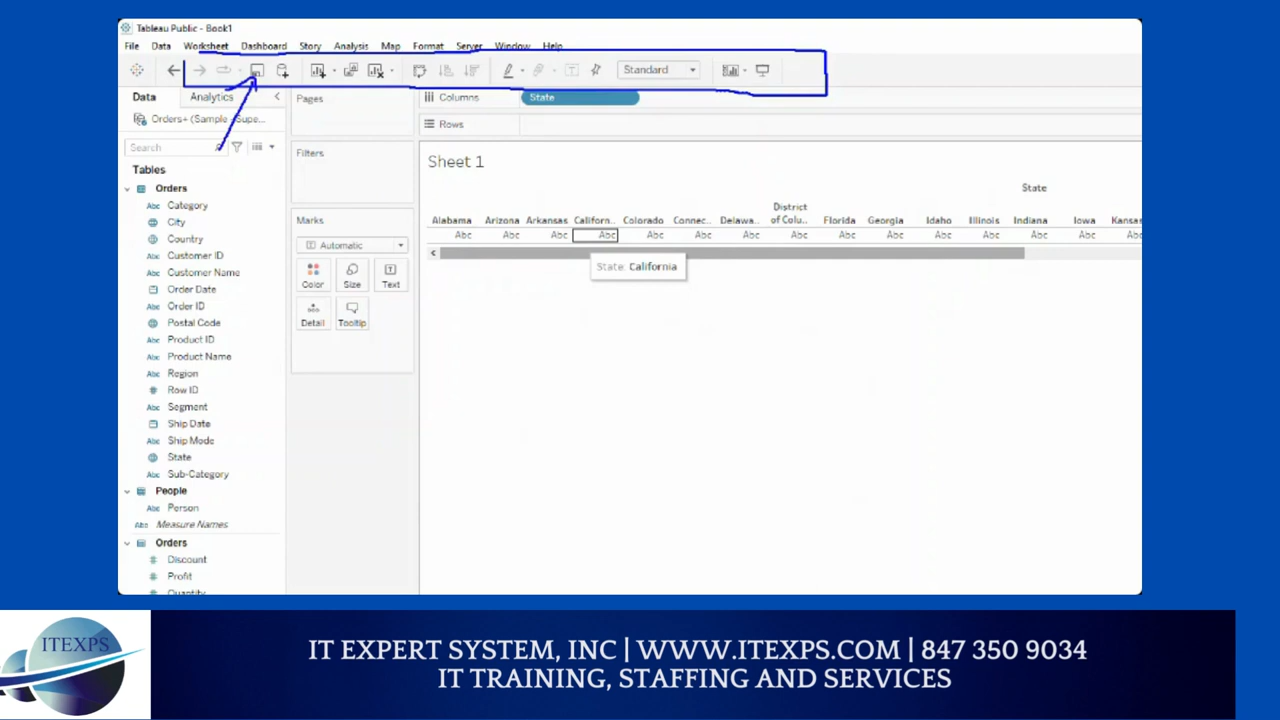 Tableau Public - Book1
File Data Worksheet Dashboard Story Analysis Map Format Server Window Help
Standard
Data Analytics
Pages
Columns State
Orders+ (Sample - Supe...
Rows
Search
Filters
Sheet 1
Tables
State
Orders
Category
City
Country
Customer ID
Customer Name
Order Date
Order ID
Postal Code
Product ID
Product Name
Region
Row ID
Segment
Ship Date
Ship Mode
State
Sub-Category
People
Person
Measure Names
Orders
Discount
Profit
Quantity
Marks
Automatic
Color Size Text
Detail Tooltip
Alabama Arizona Arkansas Californ.. Colorado Connec.. Delawa.. District of Colu.. Florida Georgia Idaho Illinois Indiana Iowa Kansa
Abc Abc Abc Abc Abc Abc Abc Abc Abc Abc Abc Abc Abc Abc Abc
State: California
ITEXPS
IT EXPERT SYSTEM, INC | WWW.ITEXPS.COM | 847 350 9034
IT TRAINING, STAFFING AND SERVICES